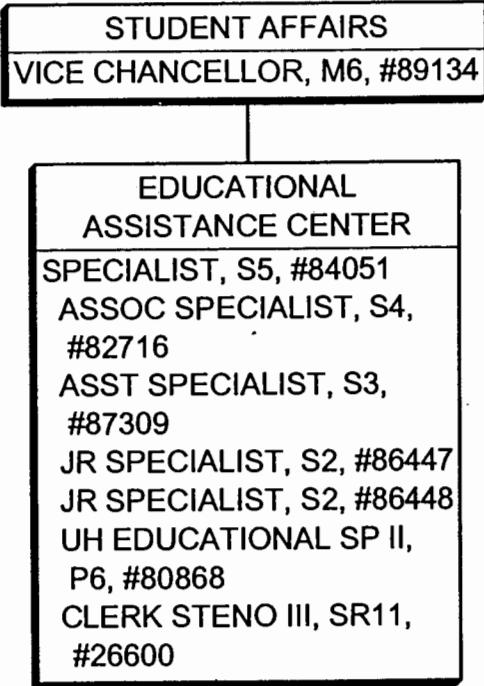 STUDENT AFFAIRS
VICE CHANCELLOR, M6, #89134
EDUCATIONAL
ASSISTANCE CENTER
SPECIALIST, S5, #84051
ASSOC SPECIALIST, S4,
#82716
ASST SPECIALIST, S3,
#87309
JR SPECIALIST, S2, #86447
JR SPECIALIST, S2, #86448
UH EDUCATIONAL SP II,
P6, #80868
CLERK STENO III, SR11,
#26600